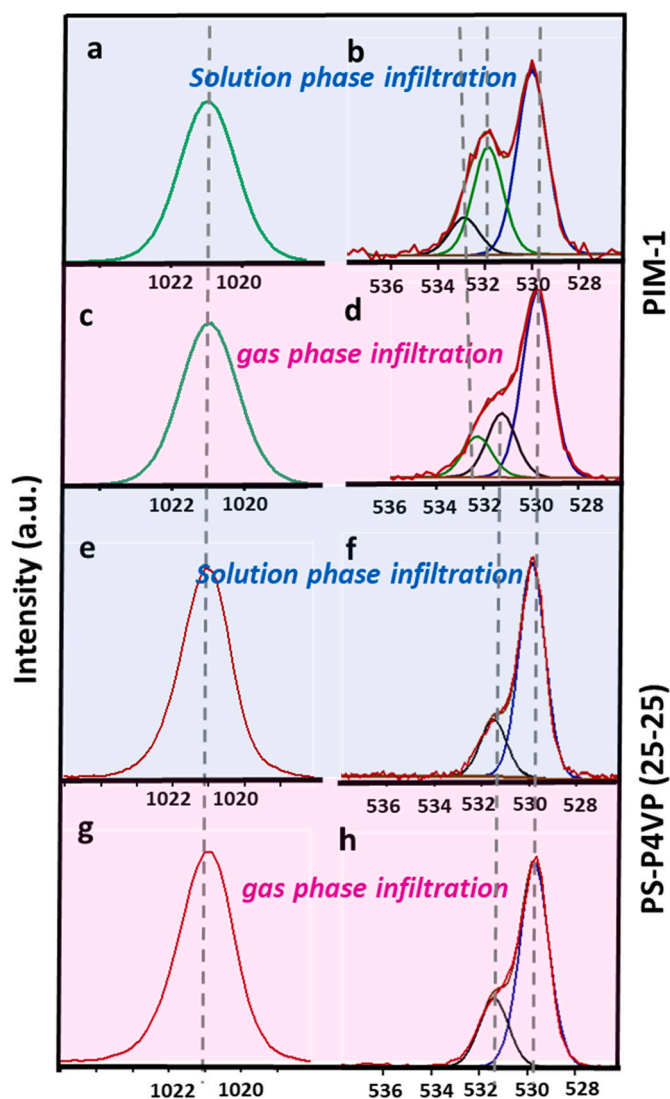 a
b
Solution phase infiltration
1022 1020
536 534 532 530 528
c
d
gas phase infiltration
1022 1020
536 534 532 530 528
e
f
Solution phase infiltration
1022 1020
536 534 532 530 528
g
h
gas phase infiltration
1022 1020
536 534 532 530 528
Intensity (a.u.)
PIM-1
PS-P4VP (25-25)